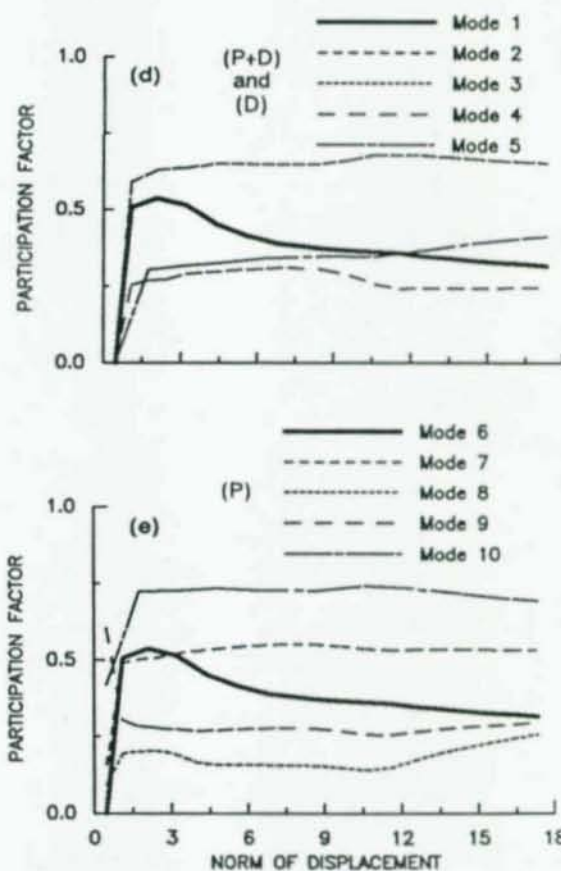 Mode 1
Mode 2
Mode 3
Mode 4
Mode 5
(P+D)
and
(D)
(d)
1.0
0.5
0.0
PARTICIPATION FACTOR
Mode 6
Mode 7
Mode 8
Mode 9
Mode 10
(P)
(e)
1.0
0.5
0.0
PARTICIPATION FACTOR
0 3 6 9 12 15 18
NORM OF DISPLACEMENT